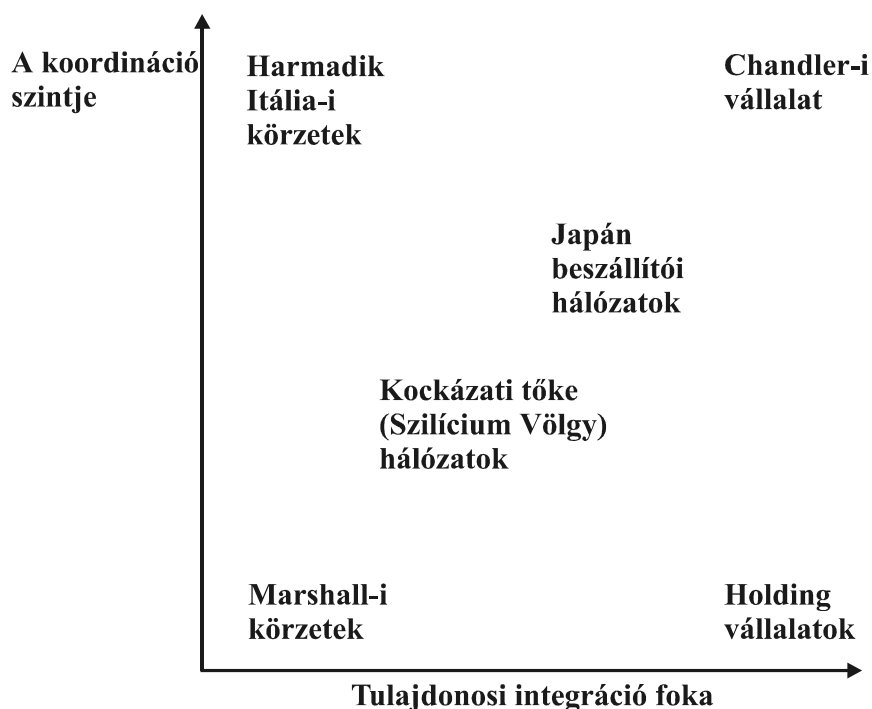 A koordináció
szintje
Harmadik
Itália-i
körzetek
Chandler-i
vállalat
Japán
beszállítói
hálózatok
Kockázati tőke
(Szilícium Völgy)
hálózatok
Marshall-i
körzetek
Holding
vállalatok
Tulajdonosi integráció foka